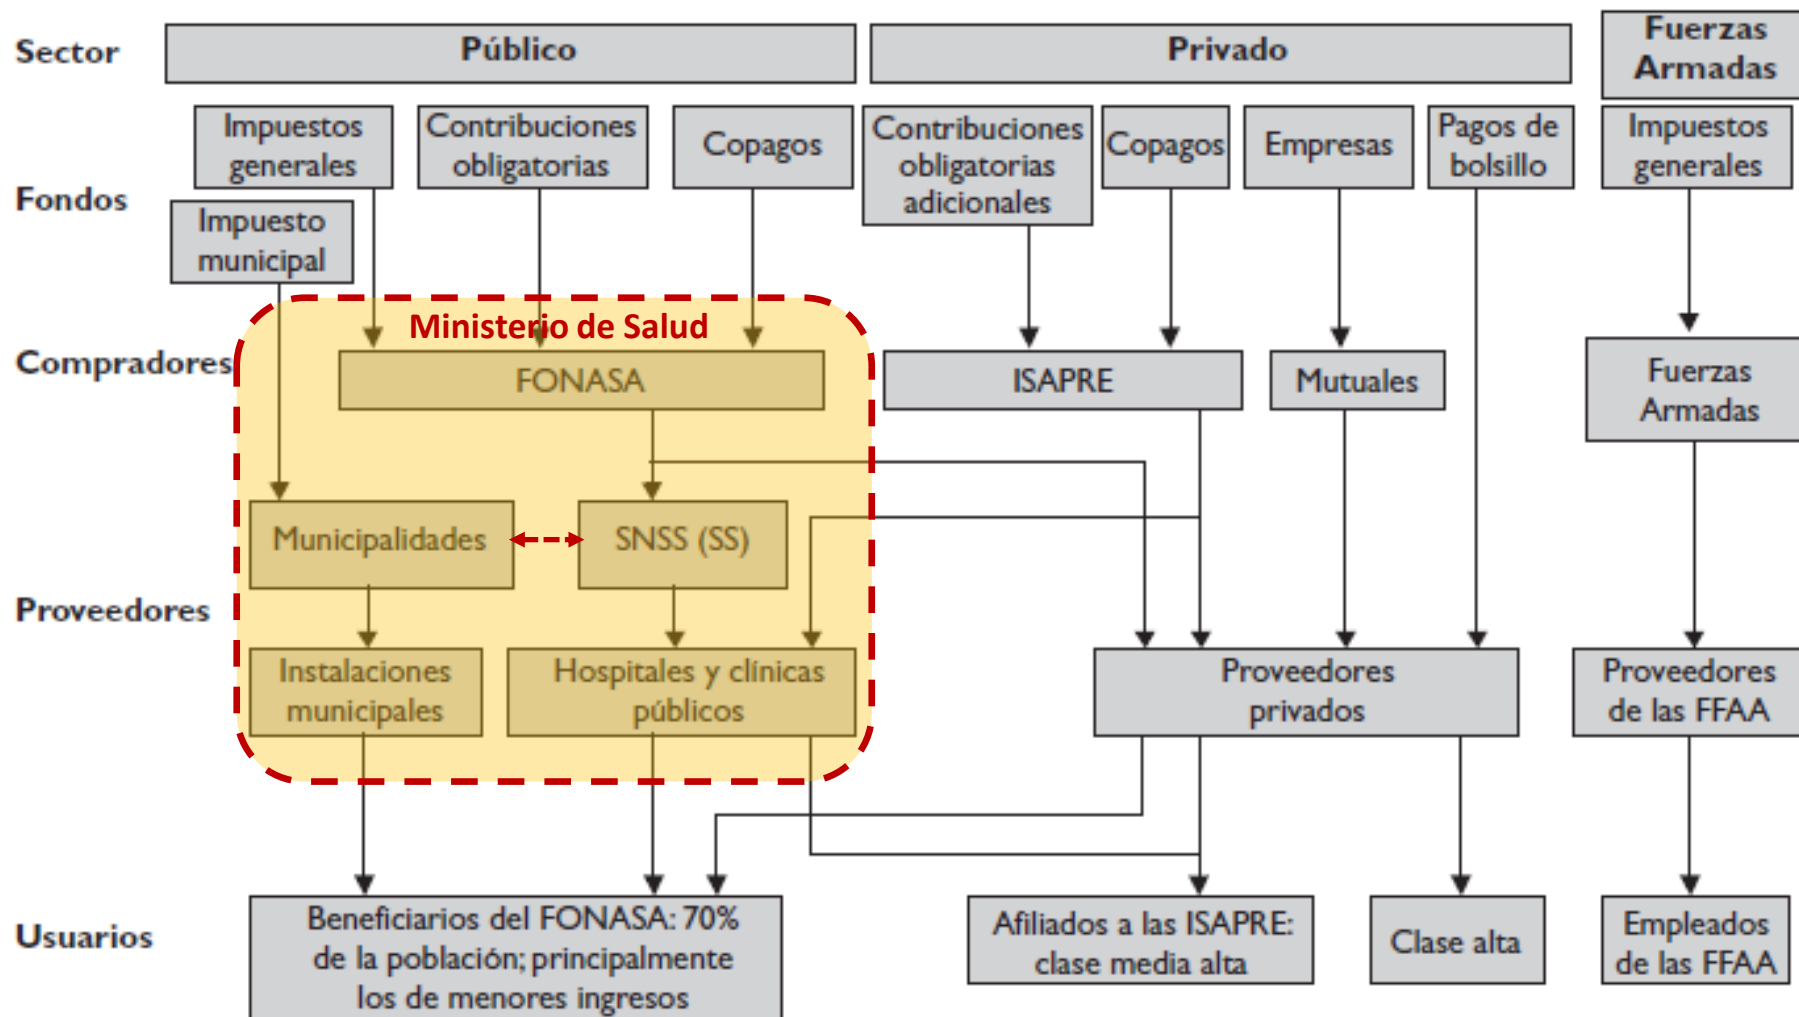 Sector
Público
Privado
Fuerzas
Armadas
Fondos
Impuestos
generales
Contribuciones
obligatorias
Copagos
Contribuciones
obligatorias
adicionales
Copagos
Empresas
Pagos de
bolsillo
Impuestos
generales
Impuesto
municipal
Ministerio de Salud
Compradores
FONASA
ISAPRE
Mutuales
Fuerzas
Armadas
Municipalidades
SNSS (SS)
Proveedores
Instalaciones
municipales
Hospitales y clínicas
públicos
Proveedores
privados
Proveedores
de las FFAA
Usuarios
Beneficiarios del FONASA: 70%
de la población; principalmente
los de menores ingresos
Afiliados a las ISAPRE:
clase media alta
Clase alta
Empleados
de las FFAA